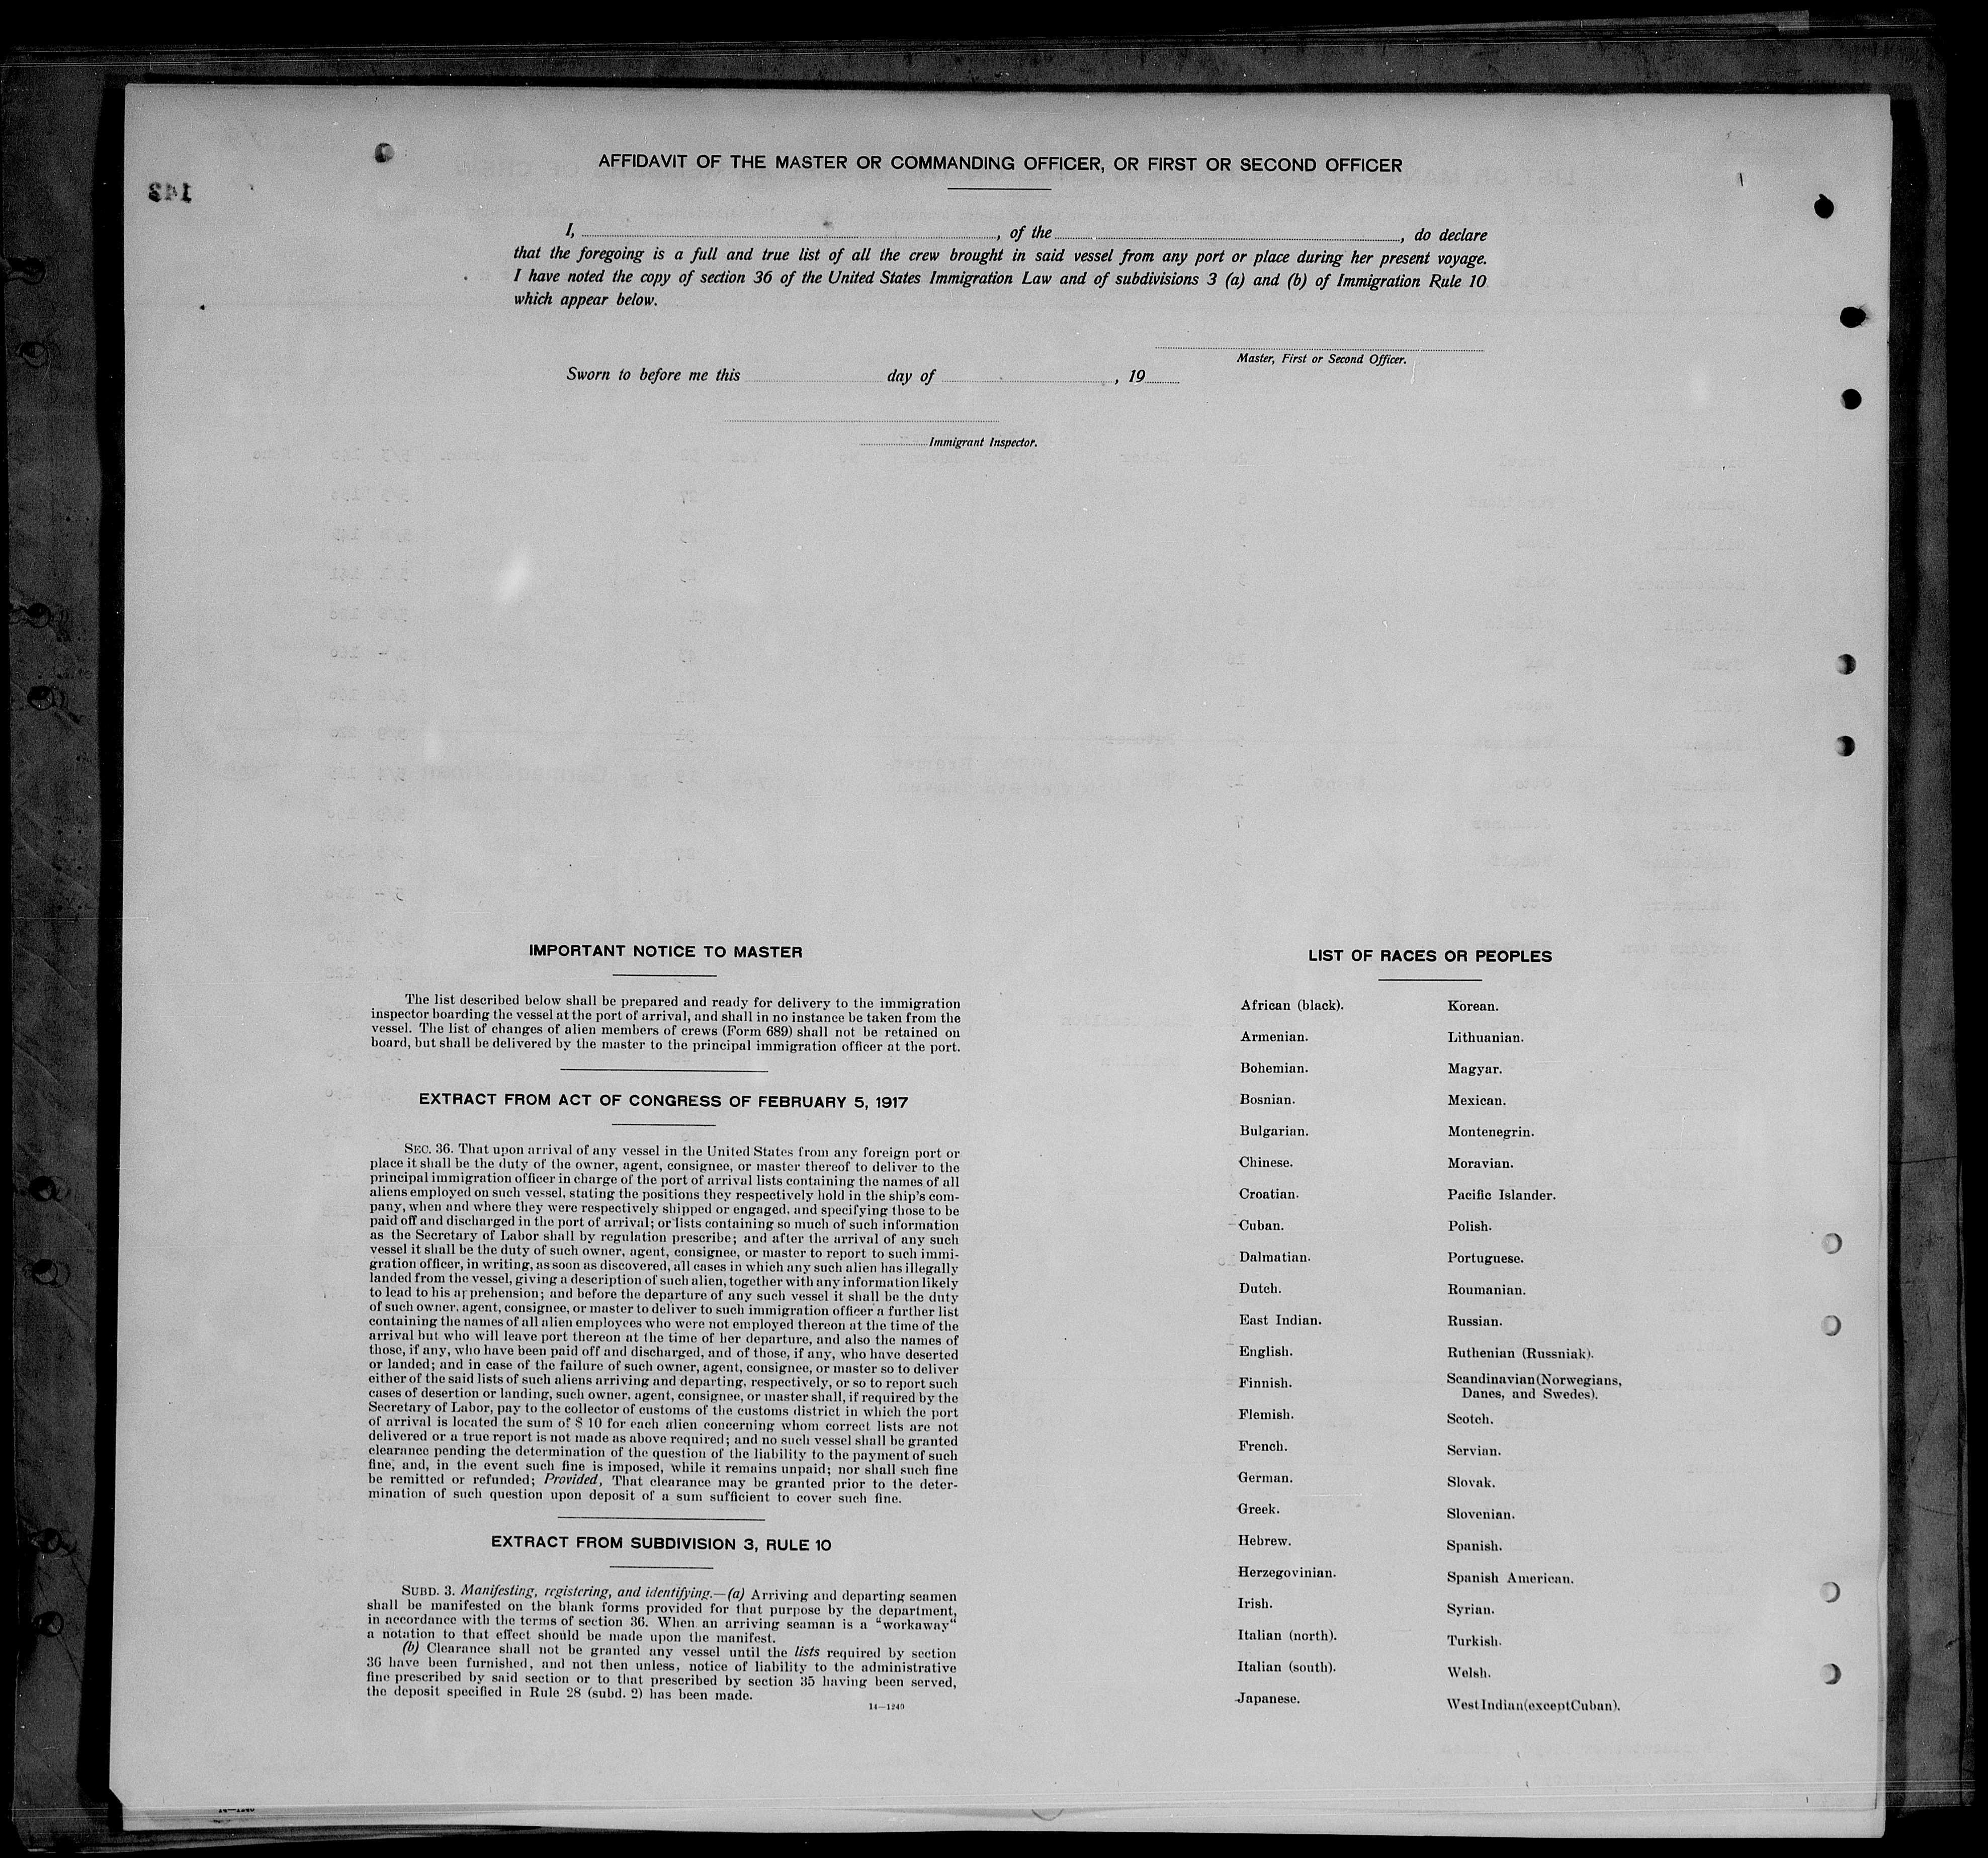 AFFIDAVIT OF THE MASTER OR COMMANDING OFFICER, OR FIRST OR SECOND OFFICER
I, , of the , do declare
that the foregoing is a full and true list of all the crew brought in said vessel from any port or place during her present voyage.
I have noted the copy of section 36 of the United States Immigration Law and of subdivisions 3 (a) and (b) of Immigration Rule 10
which appear below.
Master, First or Second Officer.
Sworn to before me this day of , 19
Immigrant Inspector.
IMPORTANT NOTICE TO MASTER
The list described below shall be prepared and ready for delivery to the immigration
inspector boarding the vessel at the port of arrival, and shall in no instance be taken from the
vessel. The list of changes of alien members of crews (Form 689) shall not be retained on
board, but shall be delivered by the master to the principal immigration officer at the port.
EXTRACT FROM ACT OF CONGRESS OF FEBRUARY 5, 1917
SEC. 36. That upon arrival of any vessel in the United States from any foreign port or
place it shall be the duty of the owner, agent, consignee, or master thereof to deliver to the
principal immigration officer in charge of the port of arrival lists containing the names of all
aliens employed on such vessel, stating the positions they respectively hold in the ship's com-
pany, when and where they were respectively shipped or engaged, and specifying those to be
paid off and discharged in the port of arrival; or lists containing so much of such information
as the Secretary of Labor shall by regulation prescribe; and after the arrival of any such
vessel it shall be the duty of such owner, agent, consignee, or master to report to such immi-
gration officer, in writing, as soon as discovered, all cases in which any such alien has illegally
landed from the vessel, giving a description of such alien, together with any information likely
to lead to his apprehension; and before the departure of any such vessel it shall be the duty
of such owner, agent, consignee, or master to deliver to such immigration officer a further list
containing the names of all alien employees who were not employed thereon at the time of the
arrival but who will leave port thereon at the time of her departure, and also the names of
those, if any, who have been paid off and discharged, and of those, if any, who have deserted
or landed; and in case of the failure of such owner, agent, consignee, or master so to deliver
either of the said lists of such aliens arriving and departing, respectively, or so to report such
cases of desertion or landing, such owner, agent, consignee, or master shall, if required by the
Secretary of Labor, pay to the collector of customs of the customs district in which the port
of arrival is located the sum of $ 10 for each alien concerning whom correct lists are not
delivered or a true report is not made as above required; and no such vessel shall be granted
clearance pending the determination of the question of the liability to the payment of such
fine, and, in the event such fine is imposed, while it remains unpaid; nor shall such fine
be remitted or refunded; Provided, That clearance may be granted prior to the deter-
mination of such question upon deposit of a sum sufficient to cover such fine.
EXTRACT FROM SUBDIVISION 3, RULE 10
SUBD. 3. Manifesting, registering, and identifying.—(a) Arriving and departing seamen
shall be manifested on the blank forms provided for that purpose by the department,
in accordance with the terms of section 36. When an arriving seaman is a "workaway"
a notation to that effect should be made upon the manifest.
(b) Clearance shall not be granted any vessel until the lists required by section
36 have been furnished, and not then unless, notice of liability to the administrative
fine prescribed by said section or to that prescribed by section 35 having been served,
the deposit specified in Rule 28 (subd. 2) has been made.
14—1240
LIST OF RACES OR PEOPLES
African (black).
Armenian.
Bohemian.
Bosnian.
Bulgarian.
Chinese.
Croatian.
Cuban.
Dalmatian.
Dutch.
East Indian.
English.
Finnish.
Flemish.
French.
German.
Greek.
Hebrew.
Herzegovinian.
Irish.
Italian (north).
Italian (south).
Japanese.
Korean.
Lithuanian.
Magyar.
Mexican.
Montenegrin.
Moravian.
Pacific Islander.
Polish.
Portuguese.
Roumanian.
Russian.
Ruthenian (Russniak).
Scandinavian (Norwegians,
Danes, and Swedes).
Scotch.
Servian.
Slovak.
Slovenian.
Spanish.
Spanish American.
Syrian.
Turkish.
Welsh.
West Indian (except Cuban).